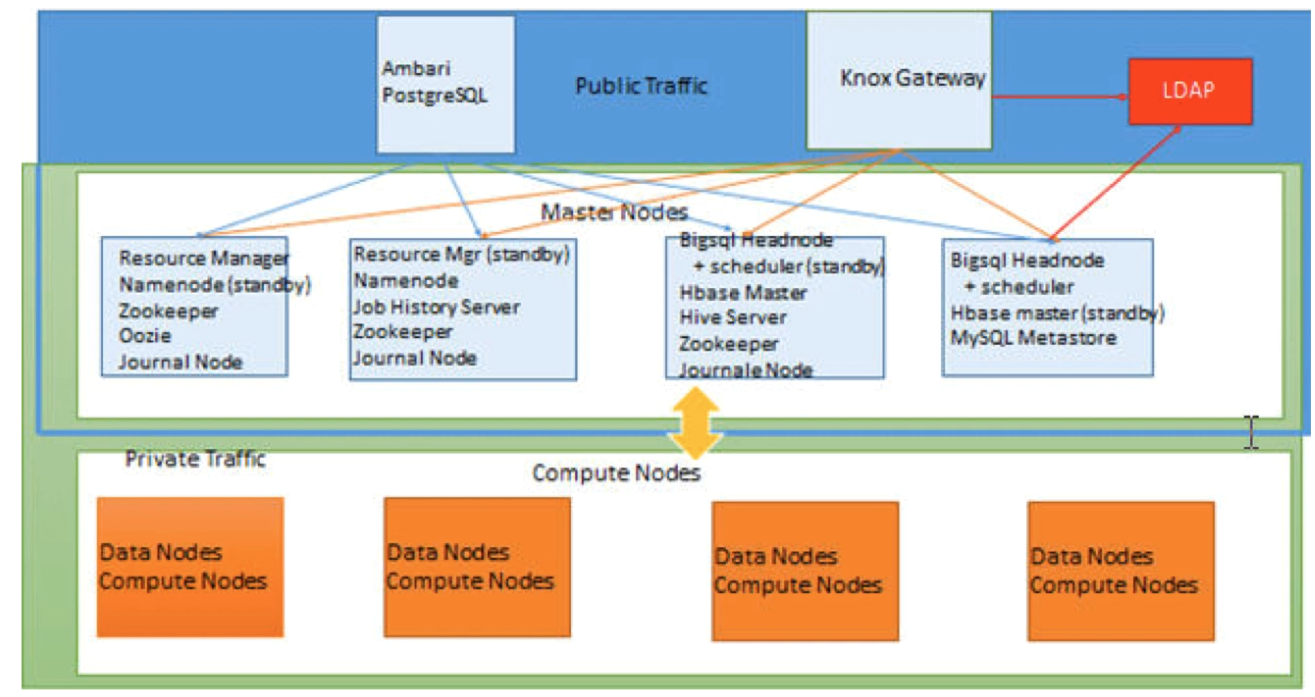 Ambari
PostgreSQL
Public Traffic
Knox Gateway
LDAP
Master Nodes
Resource Manager
Namenode (standby)
Zookeeper
Oozie
Journal Node
Resource Mgr (standby)
Namenode
Job History Server
Zookeeper
Journal Node
Bigsql Headnode
+ scheduler (standby)
Hbase Master
Hive Server
Zookeeper
Journale Node
Bigsql Headnode
+ scheduler
Hbase master (standby)
MySQL Metastore
Private Traffic
Compute Nodes
Data Nodes
Compute Nodes
Data Nodes
Compute Nodes
Data Nodes
Compute Nodes
Data Nodes
Compute Nodes